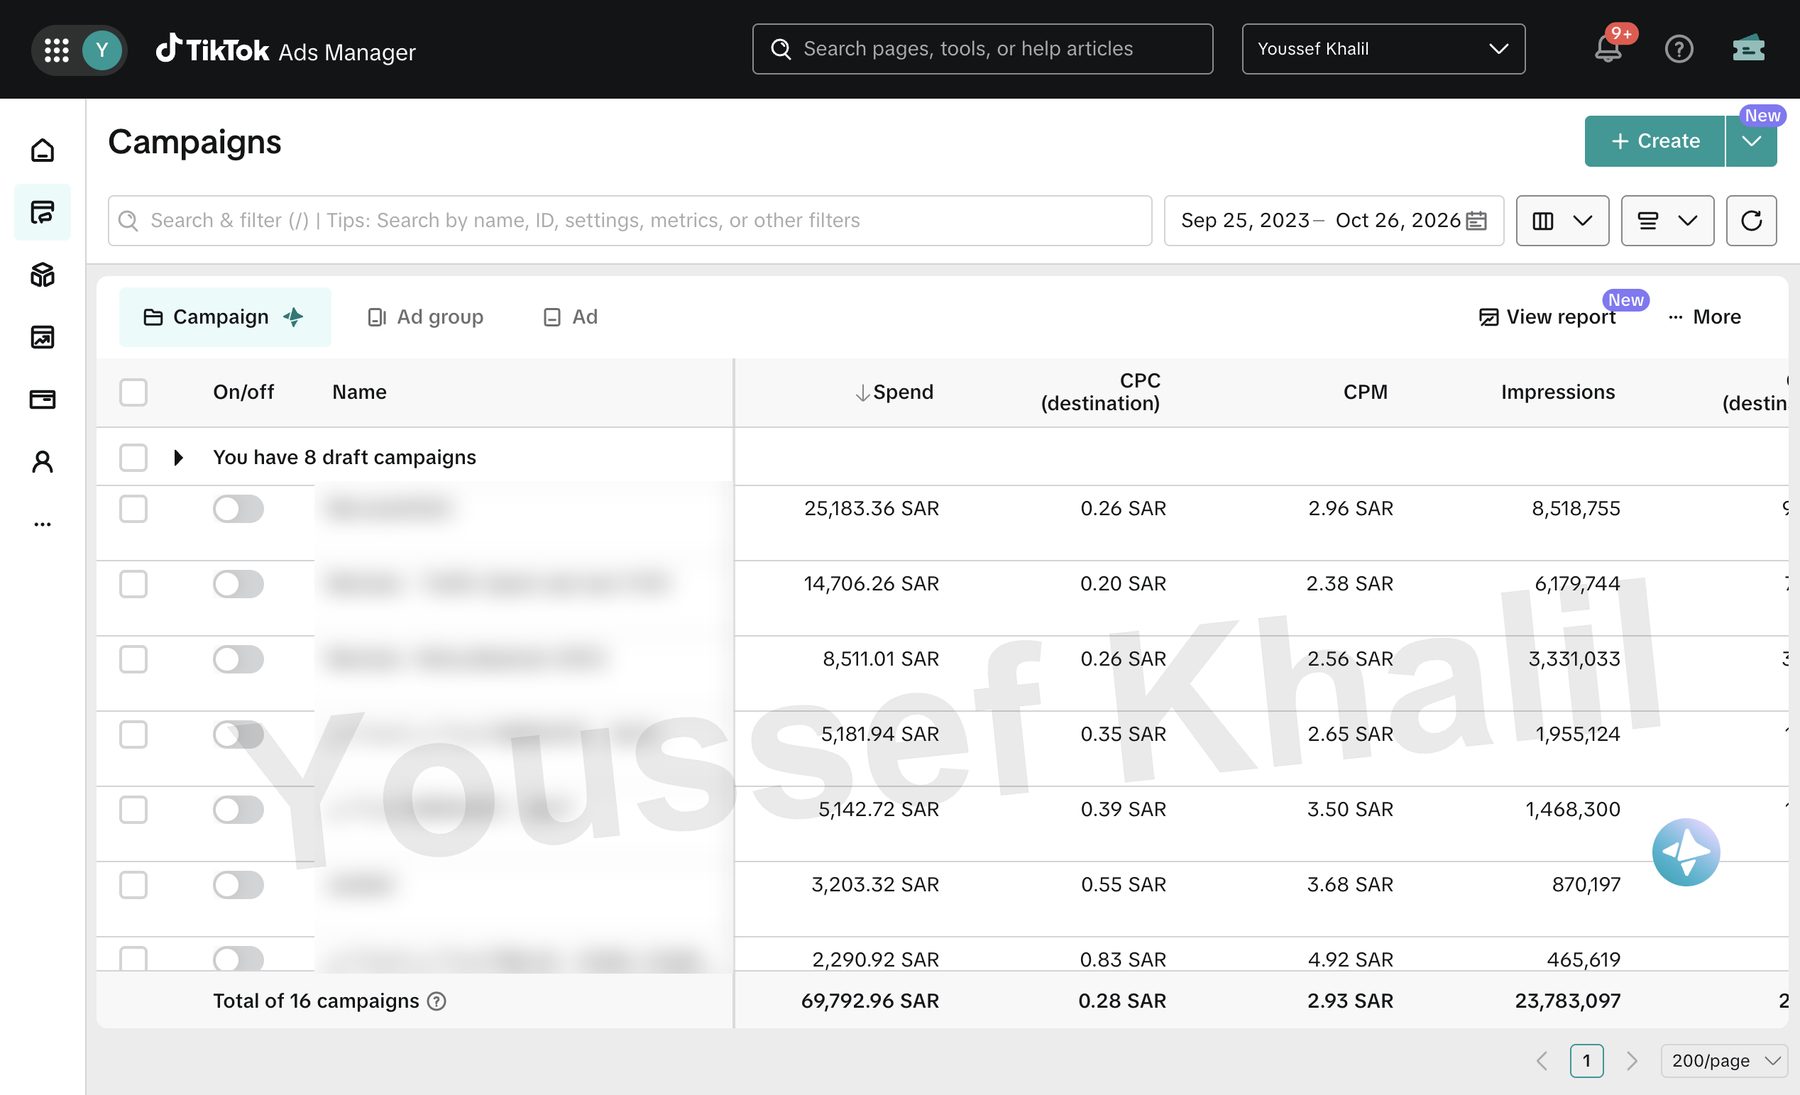 Y TikTok Ads Manager
Search pages, tools, or help articles
Youssef Khalil
9+
Campaigns
New
+ Create
Search & filter (/) | Tips: Search by name, ID, settings, metrics, or other filters
Sep 25, 2023 – Oct 26, 2026
Campaign
Ad group
Ad
View report
New
More
On/off Name Spend CPC (destination) CPM Impressions (destin
You have 8 draft campaigns
25,183.36 SAR 0.26 SAR 2.96 SAR 8,518,755
14,706.26 SAR 0.20 SAR 2.38 SAR 6,179,744
8,511.01 SAR 0.26 SAR 2.56 SAR 3,331,033
5,181.94 SAR 0.35 SAR 2.65 SAR 1,955,124
5,142.72 SAR 0.39 SAR 3.50 SAR 1,468,300
3,203.32 SAR 0.55 SAR 3.68 SAR 870,197
2,290.92 SAR 0.83 SAR 4.92 SAR 465,619
Total of 16 campaigns 69,792.96 SAR 0.28 SAR 2.93 SAR 23,783,097 2
Youssef Khalil
1
200/page